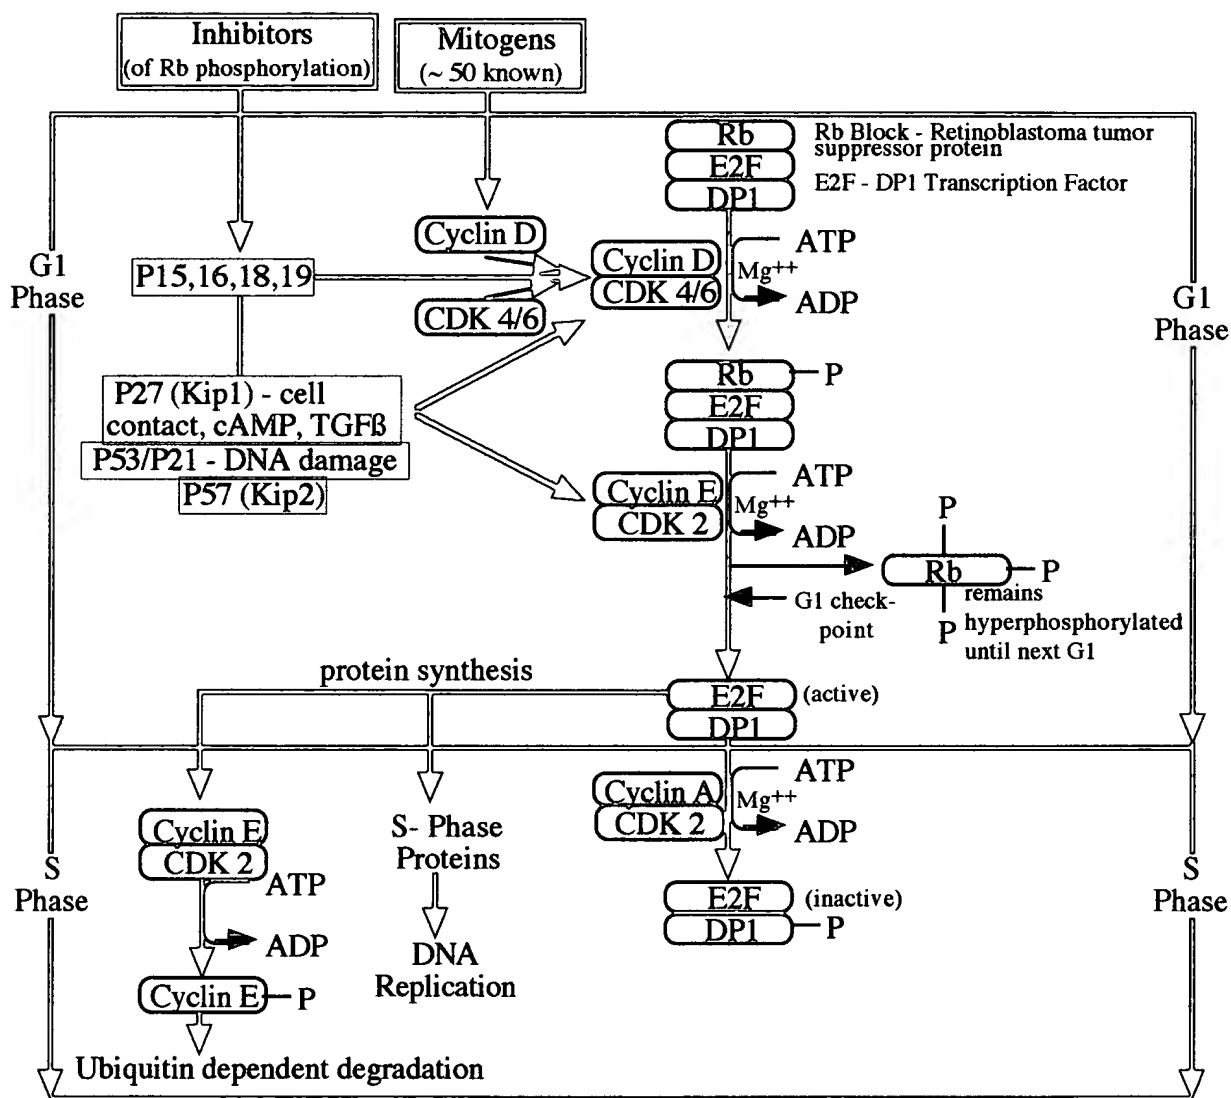 Inhibitors
(of Rb phosphorylation)
Mitogens
(~ 50 known)
Rb
E2F
DP1
Rb Block - Retinoblastoma tumor
suppressor protein
E2F - DP1 Transcription Factor
G1
Phase
P15,16,18,19
Cyclin D
CDK 4/6
Cyclin D
CDK 4/6
ATP
Mg++
ADP
G1
Phase
P27 (Kip1) - cell
contact, cAMP, TGFß
P53/P21 - DNA damage
P57 (Kip2)
Rb
P
E2F
DP1
Cyclin E
CDK 2
ATP
Mg++
ADP
P
Rb
P
P
remains
hyperphosphorylated
until next G1
G1 check-
point
protein synthesis
E2F
(active)
DP1
S
Phase
Cyclin E
CDK 2
ATP
ADP
Cyclin E
P
Ubiquitin dependent degradation
S- Phase
Proteins
DNA
Replication
Cyclin A
CDK 2
ATP
Mg++
ADP
E2F
(inactive)
DP1
P
S
Phase